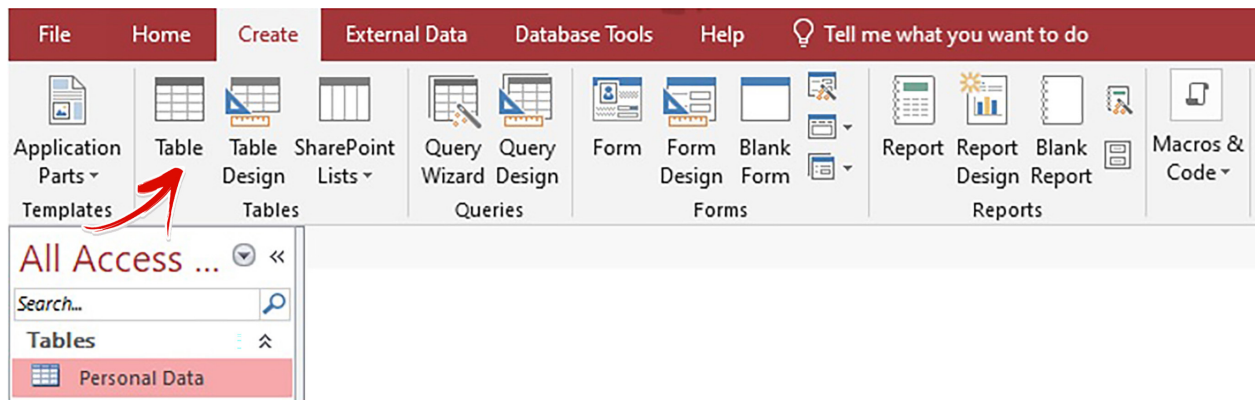 File Home Create External Data Database Tools Help Tell me what you want to do
Application Parts
Table
Table Design
SharePoint Lists
Query Wizard
Query Design
Form
Form Design
Blank Form
Report
Report Design
Blank Report
Macros & Code
Templates Tables Queries Forms Reports
All Access ...
Search...
Tables
Personal Data